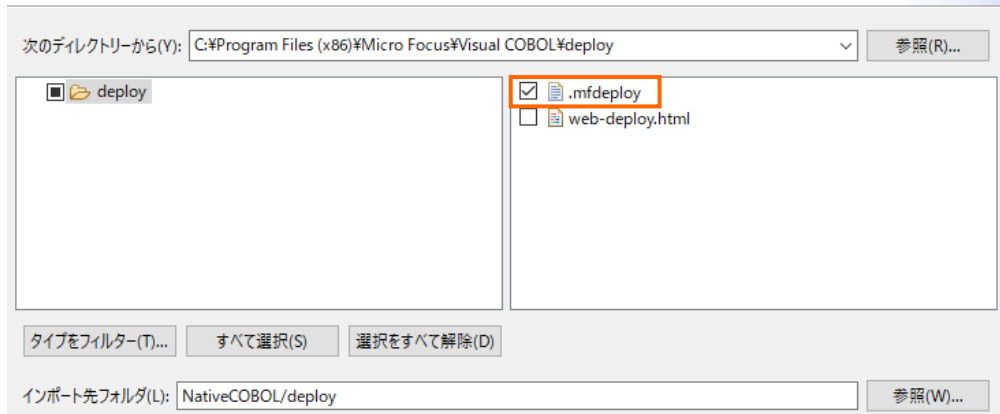 次のディレクトリーから(Y): C:¥Program Files (x86)¥Micro Focus¥Visual COBOL¥deploy 参照(R)...
deploy
.mfdeploy
web-deploy.html
タイプをフィルター(T)... すべて選択(S) 選択をすべて解除(D)
インポート先フォルダ(L): NativeCOBOL/deploy 参照(W)...